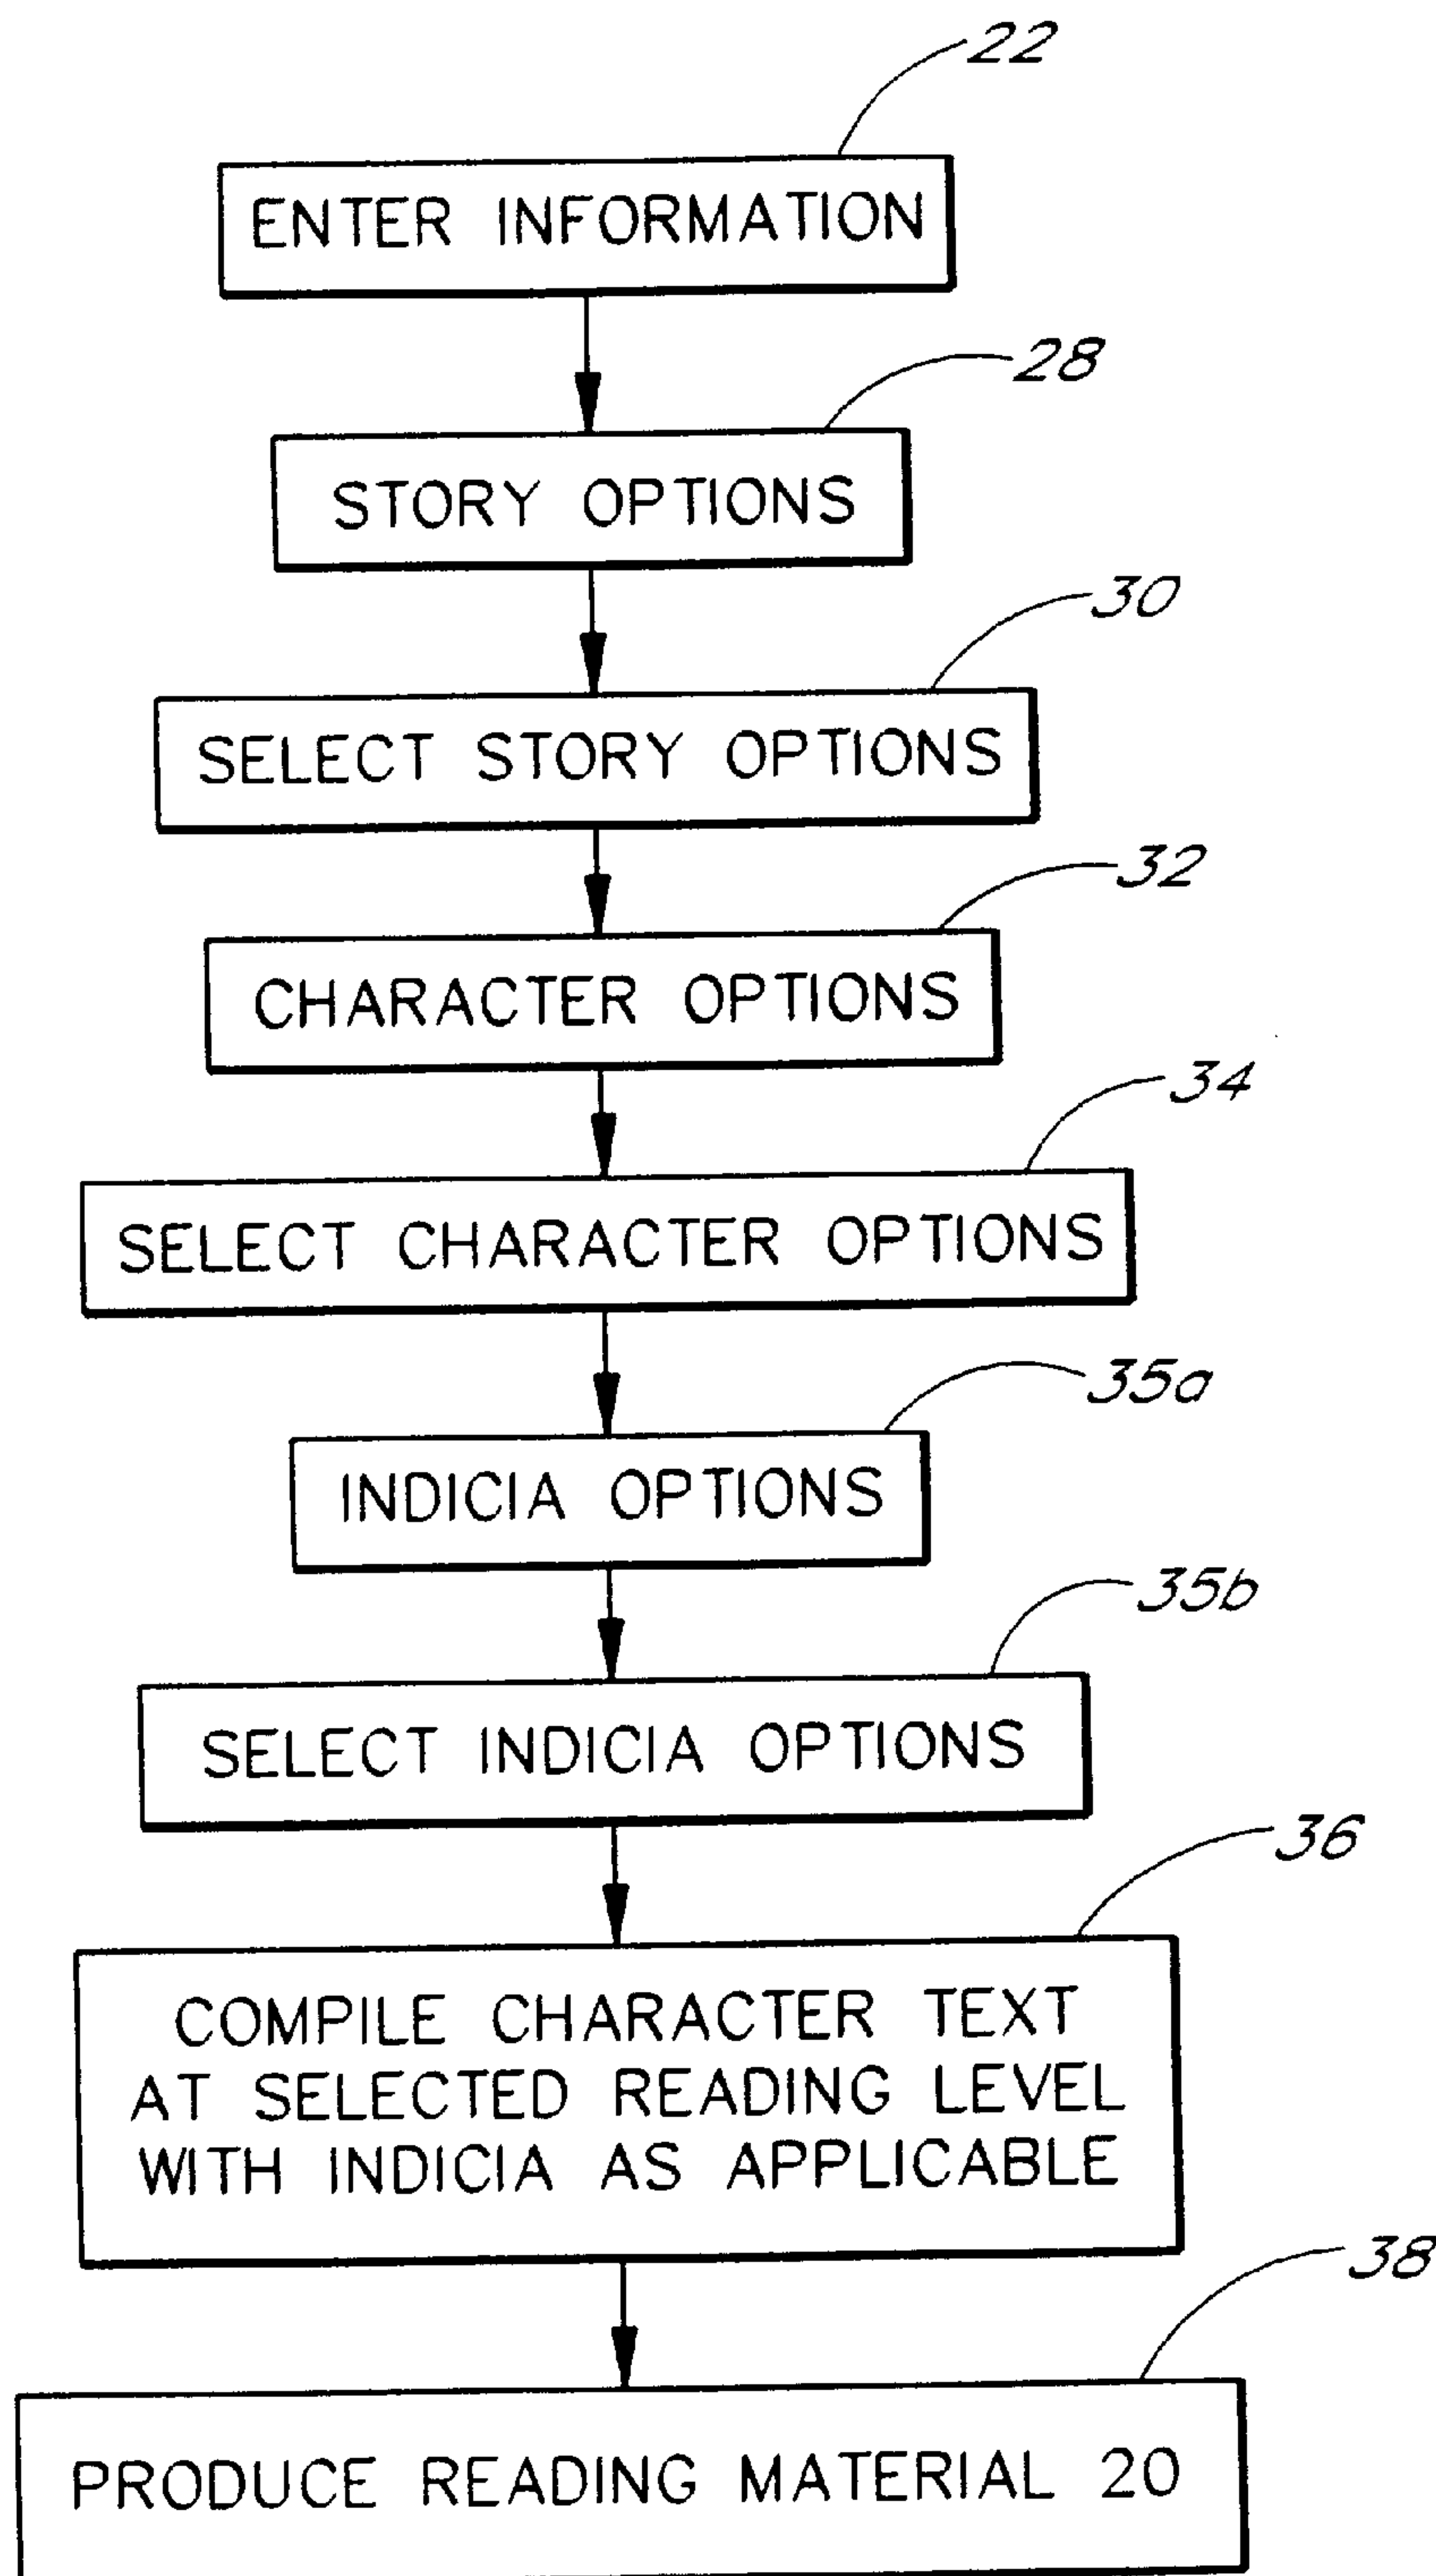 22
ENTER INFORMATION
28
STORY OPTIONS
30
SELECT STORY OPTIONS
32
CHARACTER OPTIONS
34
SELECT CHARACTER OPTIONS
35a
INDICIA OPTIONS
35b
SELECT INDICIA OPTIONS
36
COMPILE CHARACTER TEXT
AT SELECTED READING LEVEL
WITH INDICIA AS APPLICABLE
38
PRODUCE READING MATERIAL 20